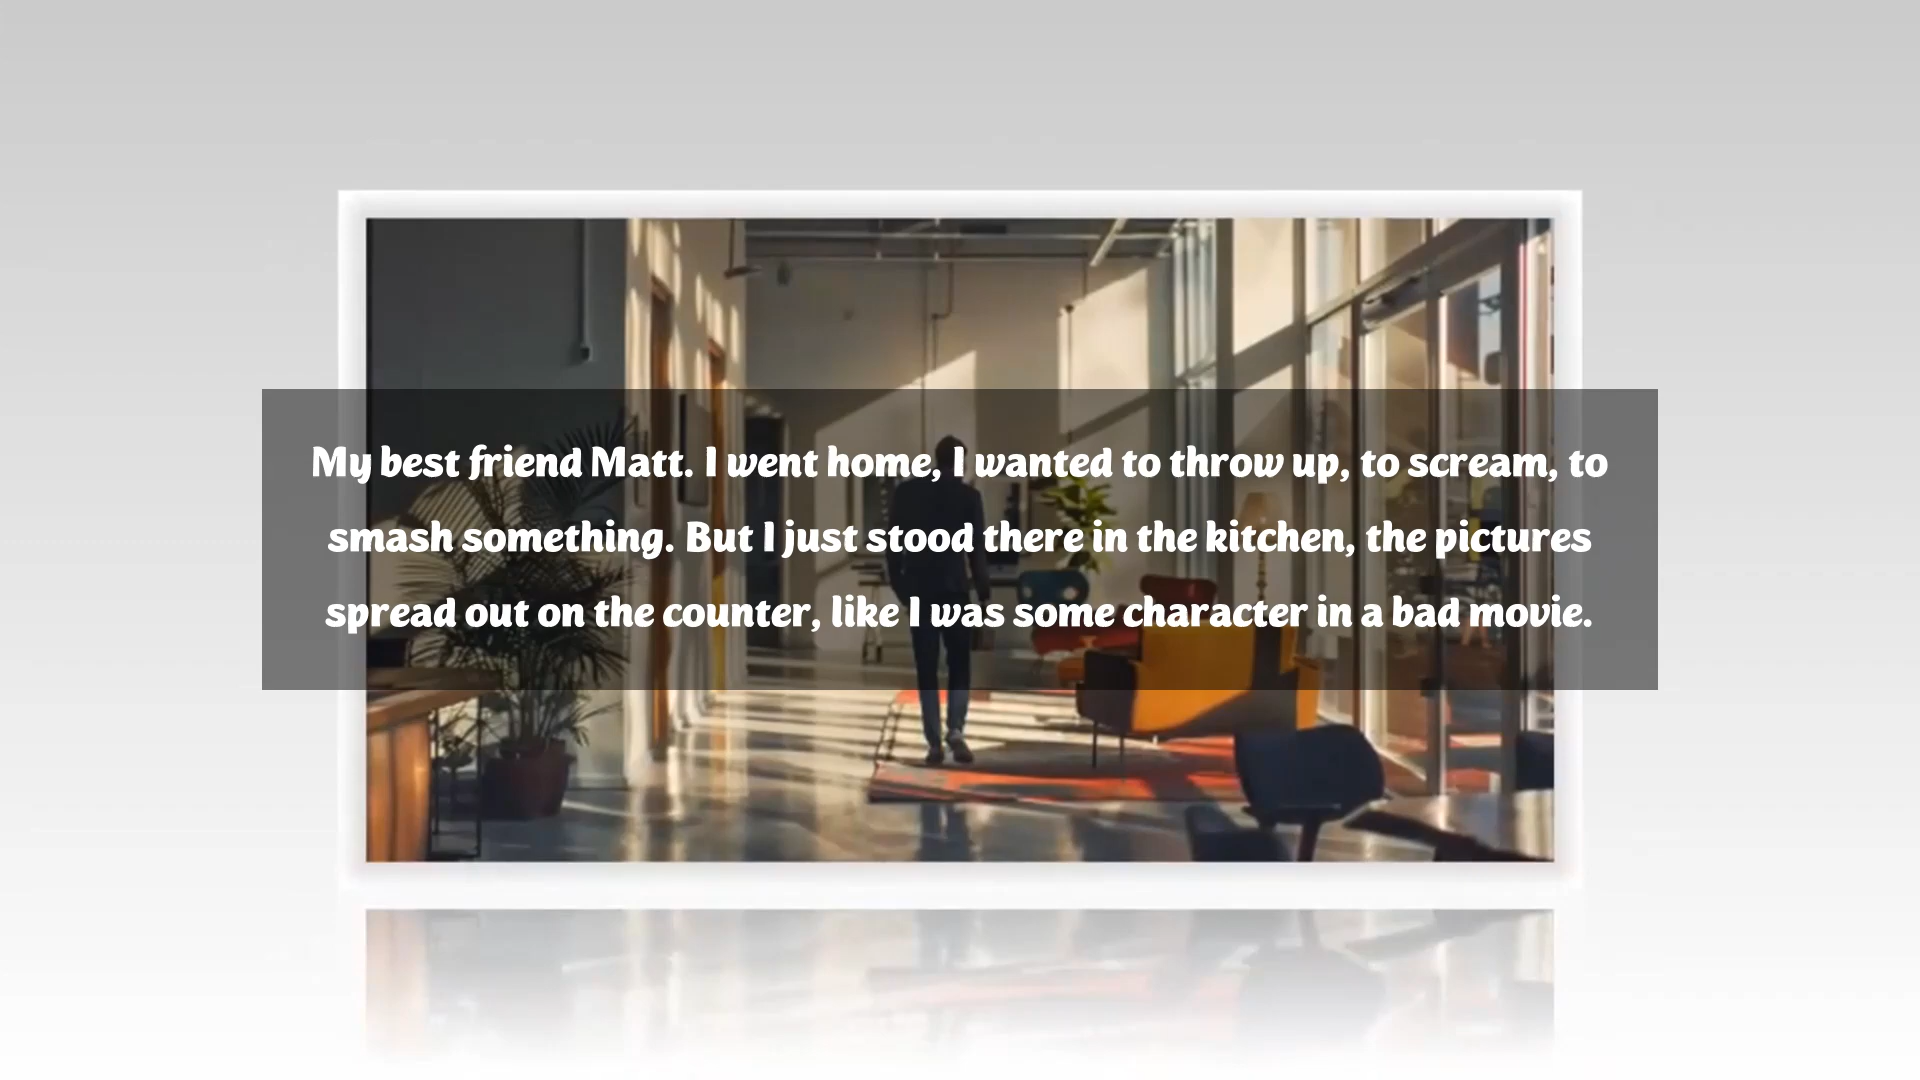 My best friend Matt. I went home, I wanted to throw up, to scream, to
smash something. But I just stood there in the kitchen, the pictures
spread out on the counter, like I was some character in a bad movie.